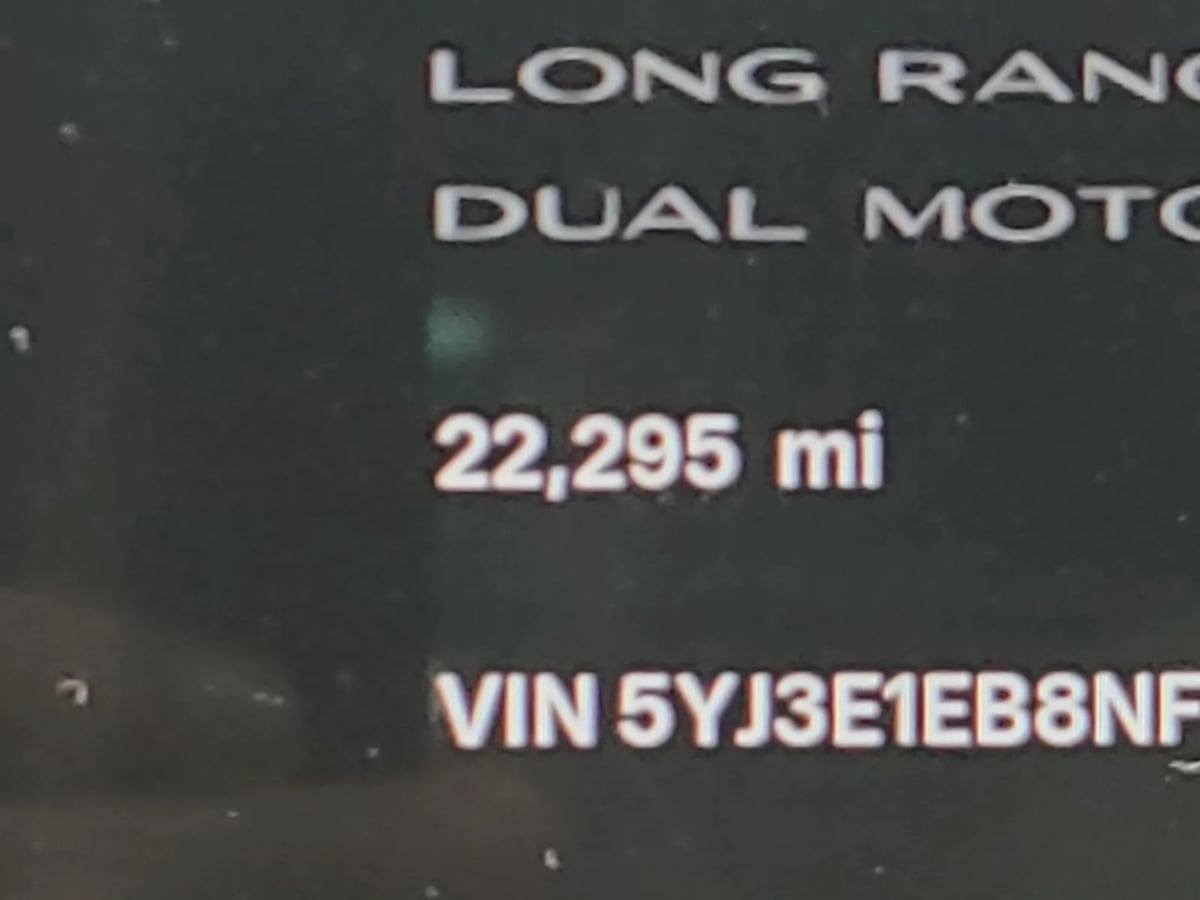 LONG RANG
DUAL MOTO
22,295 mi
VIN 5YJ3E1EB8NF